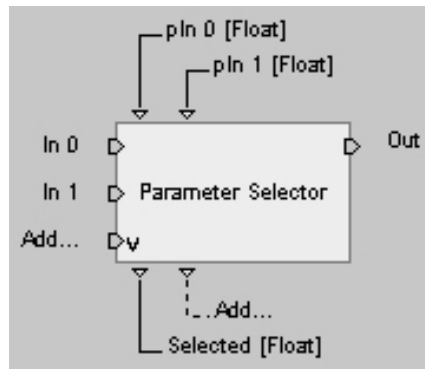 pIn 0 [Float]
pIn 1 [Float]
In 0
Out
In 1
Parameter Selector
Add...
v
Add...
Selected [Float]